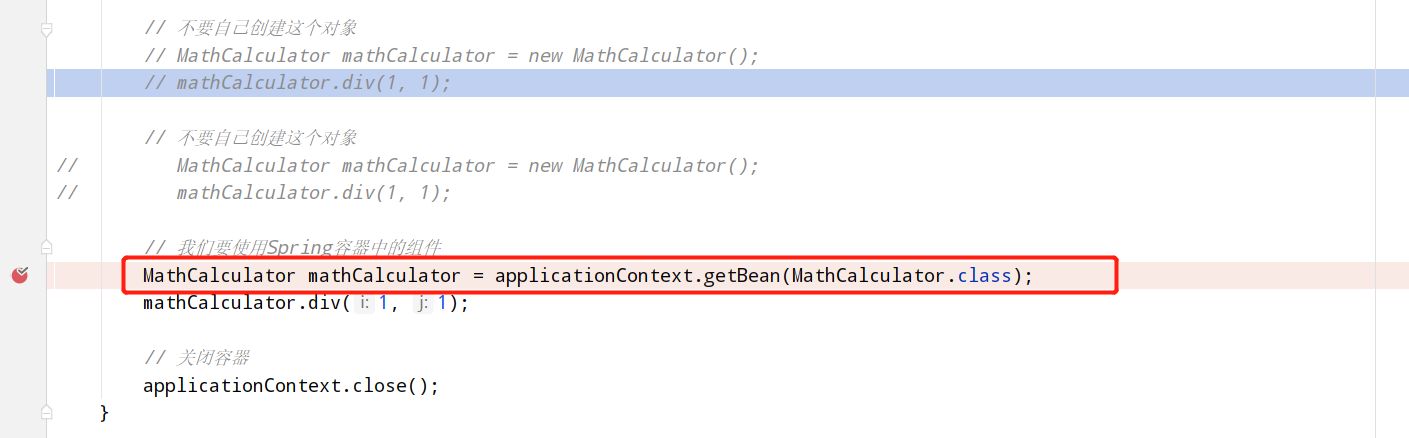 // 不要自己创建这个对象
// MathCalculator mathCalculator = new MathCalculator();
// mathCalculator.div(1, 1);
// 不要自己创建这个对象
//        MathCalculator mathCalculator = new MathCalculator();
//        mathCalculator.div(1, 1);
// 我们要使用Spring容器中的组件
MathCalculator mathCalculator = applicationContext.getBean(MathCalculator.class);
mathCalculator.div( i: 1, j: 1);
// 关闭容器
applicationContext.close();
}